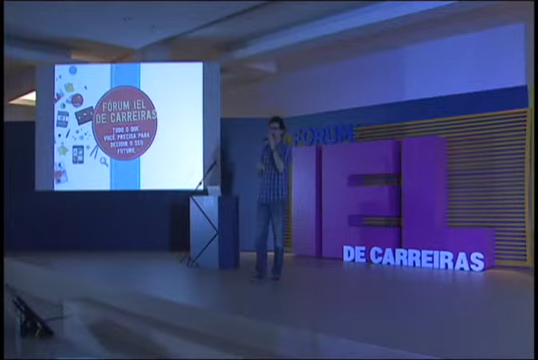 FÓRUM IEL
DE CARREIRAS
TUDO O QUE
VOCÊ PRECISA PARA
DECIDIR O SEU
FUTURO.
FÓRUM
IEL
DE CARREIRAS